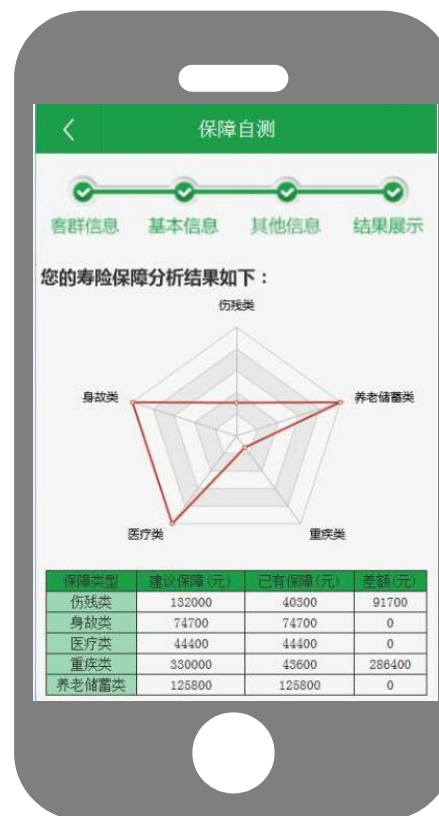 保障自测
客群信息 基本信息 其他信息 结果展示
您的寿险保障分析结果如下：
伤残类
身故类 养老储蓄类
医疗类 重疾类
保障类型 建议保障(元) 已有保障(元) 差额(元)
伤残类 132000 40300 91700
身故类 74700 74700 0
医疗类 44400 44400 0
重疾类 330000 43600 286400
养老储蓄类 125800 125800 0